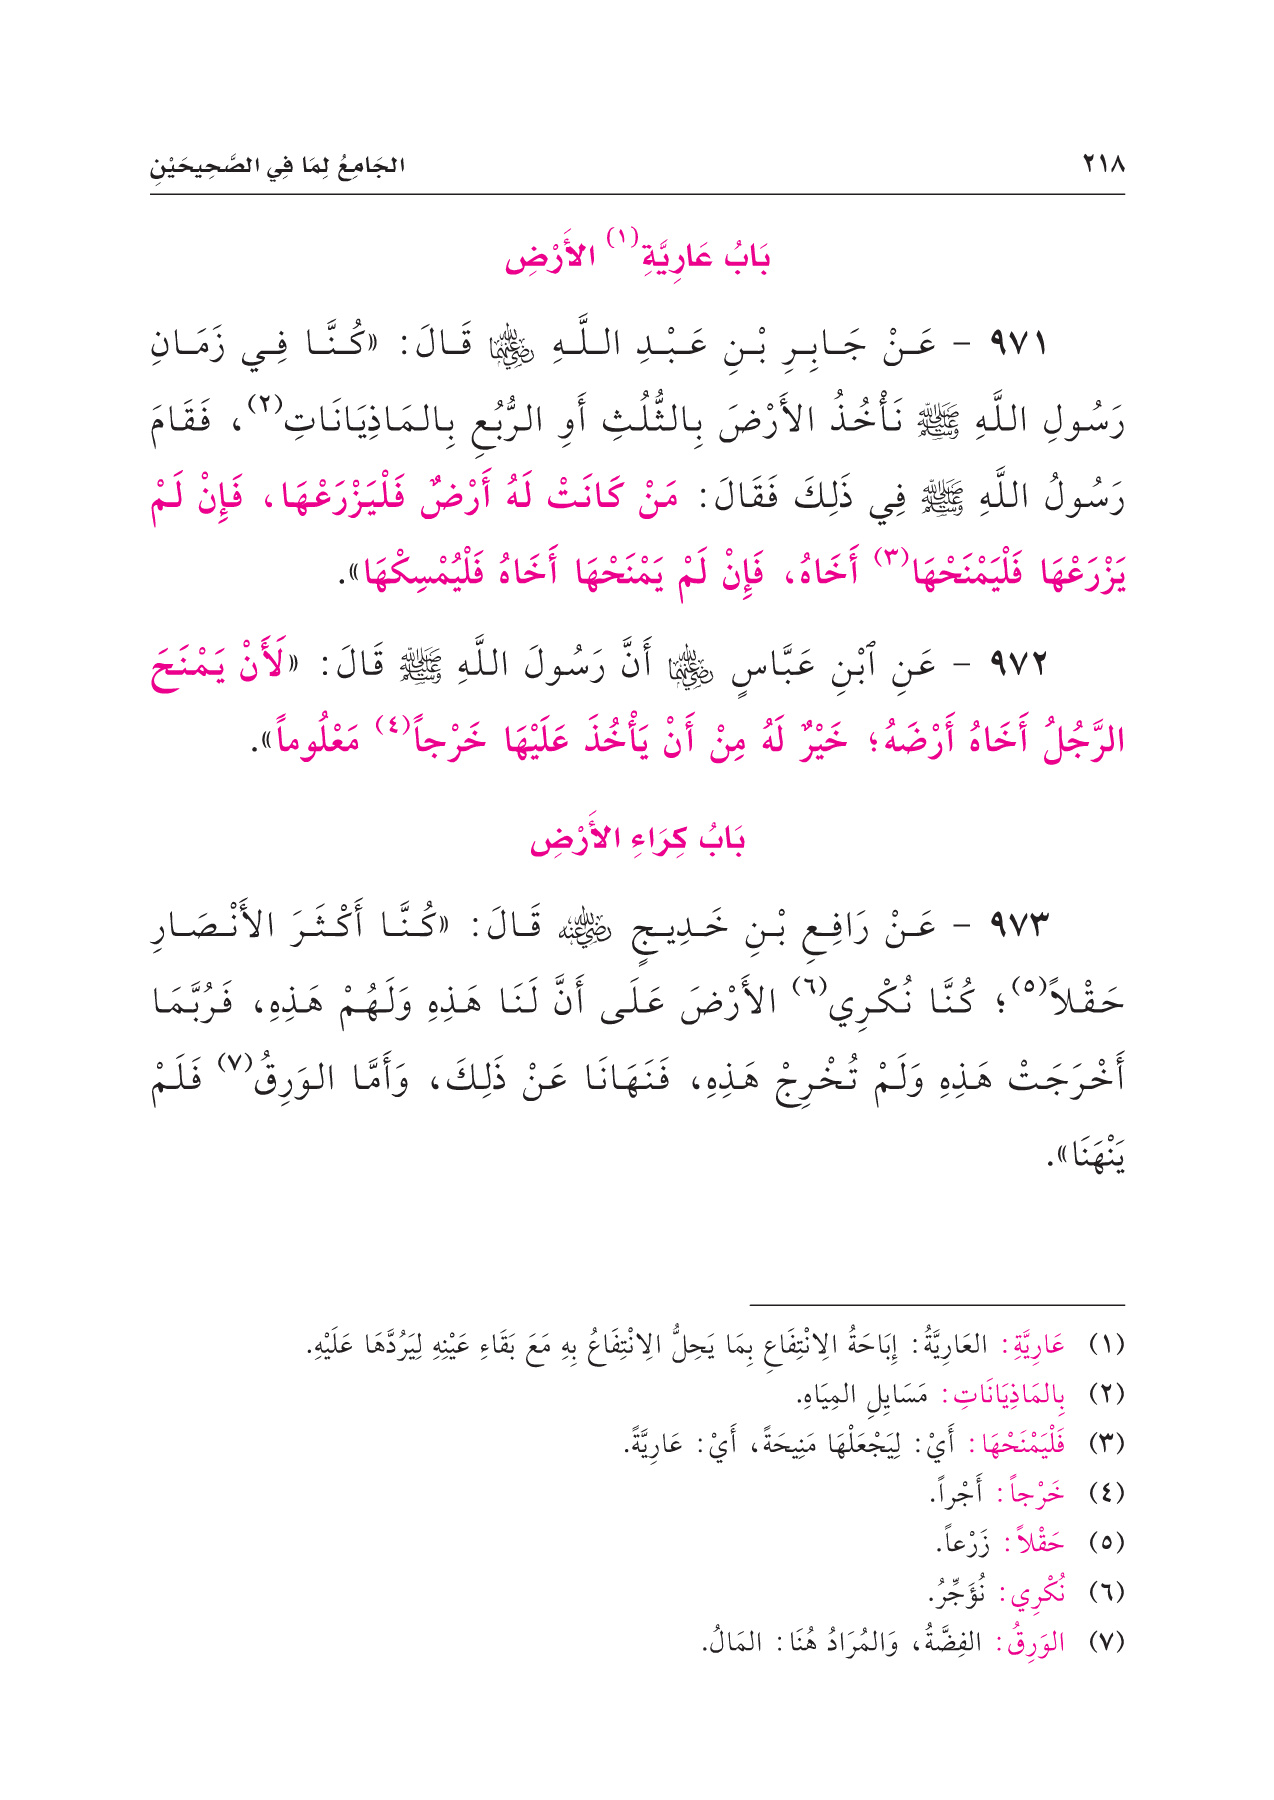 ٢١٨ الجَامِعُ لِمَا فِي الصَّحِيحَيْنِ
بَابُ عَارِيَّةِ(١) الأَرْضِ
٩٧١ - عَنْ جَابِرِ بْنِ عَبْدِ اللَّهِ رضي الله عنهما قَالَ: «كُنَّا فِي زَمَانِ
رَسُولِ اللَّهِ ﷺ نَأْخُذُ الأَرْضَ بِالثُّلُثِ أَوِ الرُّبُعِ بِالمَاذِيَانَاتِ(٢)، فَقَامَ
رَسُولُ اللَّهِ ﷺ فِي ذَلِكَ فَقَالَ: مَنْ كَانَتْ لَهُ أَرْضٌ فَلْيَزْرَعْهَا، فَإِنْ لَمْ
يَزْرَعْهَا فَلْيَمْنَحْهَا(٣) أَخَاهُ، فَإِنْ لَمْ يَمْنَحْهَا أَخَاهُ فَلْيُمْسِكْهَا».
٩٧٢ - عَنِ ٱبْنِ عَبَّاسٍ رضي الله عنهما أَنَّ رَسُولَ اللَّهِ ﷺ قَالَ: «لَأَنْ يَمْنَحَ
الرَّجُلُ أَخَاهُ أَرْضَهُ؛ خَيْرٌ لَهُ مِنْ أَنْ يَأْخُذَ عَلَيْهَا خَرْجاً(٤) مَعْلُوماً».
بَابُ كِرَاءِ الأَرْضِ
٩٧٣ - عَنْ رَافِعِ بْنِ خَدِيجٍ رضي الله عنه قَالَ: «كُنَّا أَكْثَرَ الأَنْصَارِ
حَقْلاً(٥)؛ كُنَّا نُكْرِي(٦) الأَرْضَ عَلَى أَنَّ لَنَا هَذِهِ وَلَهُمْ هَذِهِ، فَرُبَّمَا
أَخْرَجَتْ هَذِهِ وَلَمْ تُخْرِجْ هَذِهِ، فَنَهَانَا عَنْ ذَلِكَ، وَأَمَّا الوَرِقُ(٧) فَلَمْ
يَنْهَنَا».
(١) عَارِيَّةِ: العَارِيَّةُ: إِبَاحَةُ الِانْتِفَاعِ بِمَا يَحِلُّ الِانْتِفَاعُ بِهِ مَعَ بَقَاءِ عَيْنِهِ لِيَرُدَّهَا عَلَيْهِ.
(٢) بِالمَاذِيَانَاتِ: مَسَايِلِ المِيَاهِ.
(٣) فَلْيَمْنَحْهَا: أَيْ: لِيَجْعَلْهَا مَنِيحَةً، أَيْ: عَارِيَّةً.
(٤) خَرْجاً: أَجْراً.
(٥) حَقْلاً: زَرْعاً.
(٦) نُكْرِي: نُؤَجِّرُ.
(٧) الوَرِقُ: الفِضَّةُ، وَالمُرَادُ هُنَا: المَالُ.